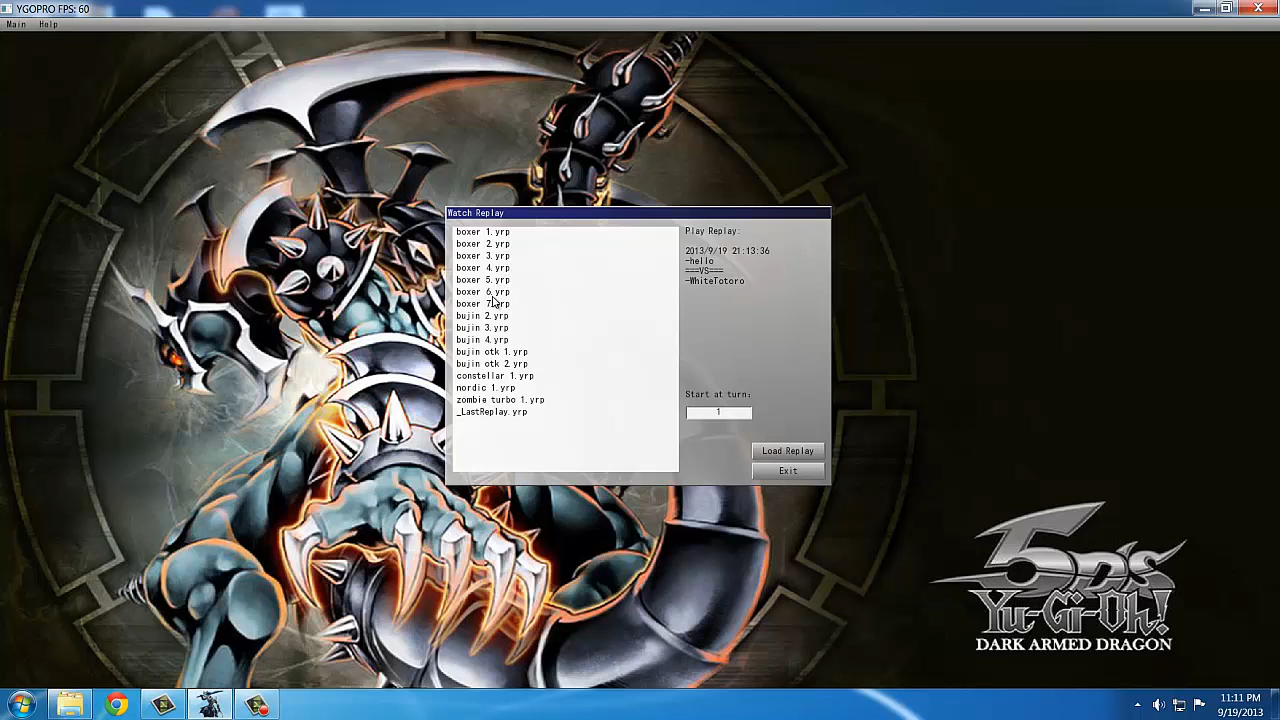 YGOPRO FPS: 60
Main Help
Watch Replay
boxer 1.yrp
boxer 2.yrp
boxer 3.yrp
boxer 4.yrp
boxer 5.yrp
boxer 6.yrp
boxer 7.yrp
bujin 2.yrp
bujin 3.yrp
bujin 4.yrp
bujin otk 1.yrp
bujin otk 2.yrp
constellar 1.yrp
nordic 1.yrp
zombie turbo 1.yrp
_LastReplay.yrp
Play Replay:
2013/9/19 21:13:36
-hello
===VS===
-WhiteTotoro
Start at turn:
1
Load Replay
Exit
5D's
Yu-Gi-Oh!
DARK ARMED DRAGON
11:11 PM
9/19/2013